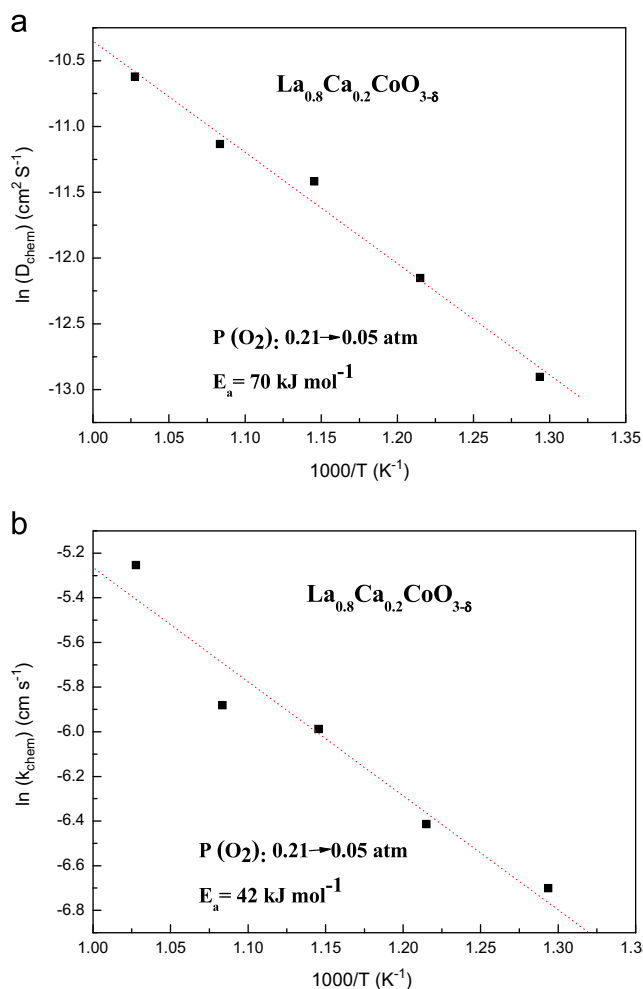 a
-10.5
-11.0
-11.5
-12.0
-12.5
-13.0
ln (D_chem) (cm² S⁻¹)
La₀.₈Ca₀.₂CoO₃₋δ
P (O₂): 0.21→0.05 atm
Eₐ= 70 kJ mol⁻¹
1.00 1.05 1.10 1.15 1.20 1.25 1.30 1.35
1000/T (K⁻¹)
b
-5.2
-5.4
-5.6
-5.8
-6.0
-6.2
-6.4
-6.6
-6.8
ln (k_chem) (cm s⁻¹)
La₀.₈Ca₀.₂CoO₃₋δ
P (O₂): 0.21→0.05 atm
Eₐ= 42 kJ mol⁻¹
1.00 1.05 1.10 1.15 1.20 1.25 1.30 1.3
1000/T (K⁻¹)